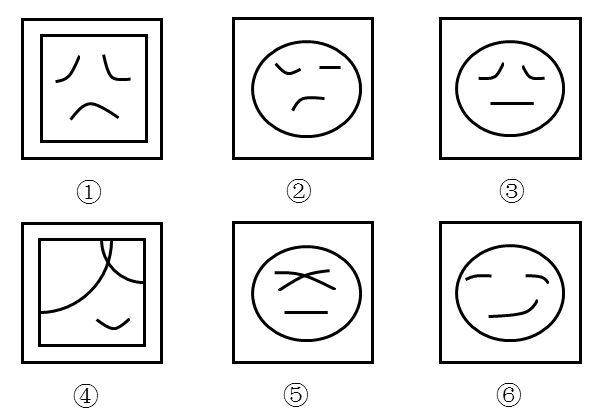 ① ② ③
④ ⑤ ⑥